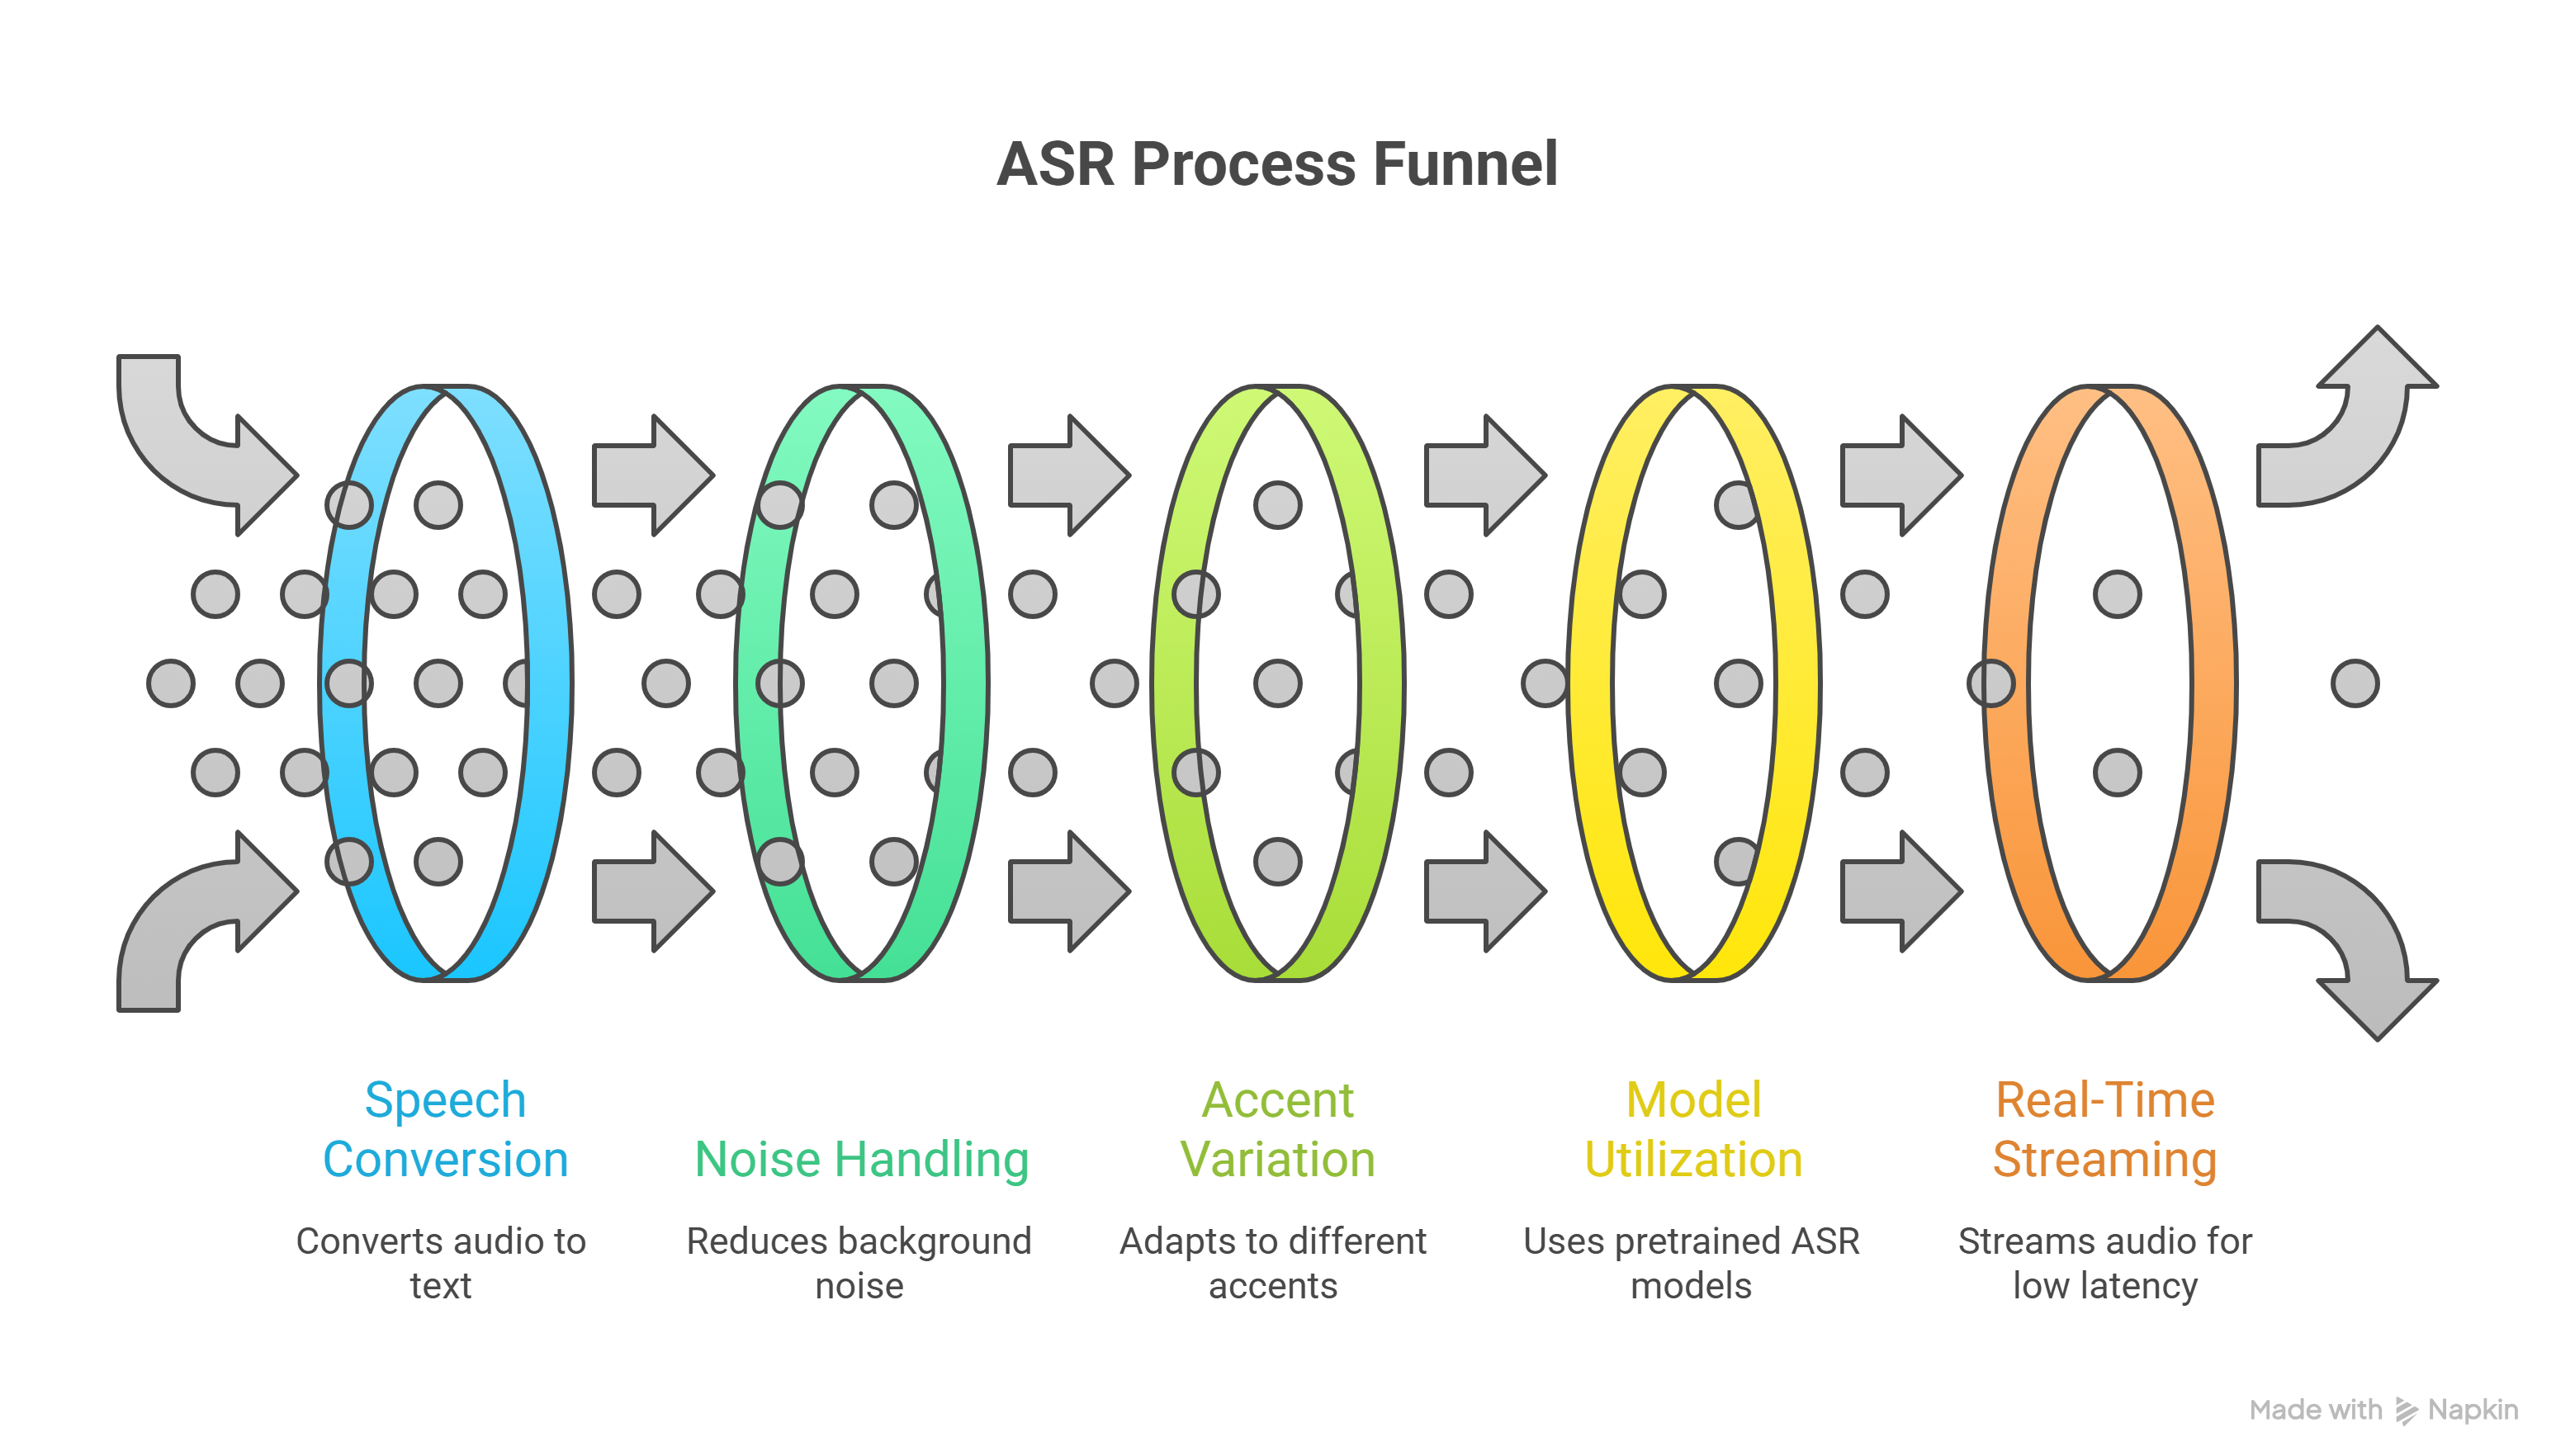 ASR Process Funnel
Speech
Conversion
Converts audio to
text
Noise Handling
Reduces background
noise
Accent
Variation
Adapts to different
accents
Model
Utilization
Uses pretrained ASR
models
Real-Time
Streaming
Streams audio for
low latency
Made with Napkin